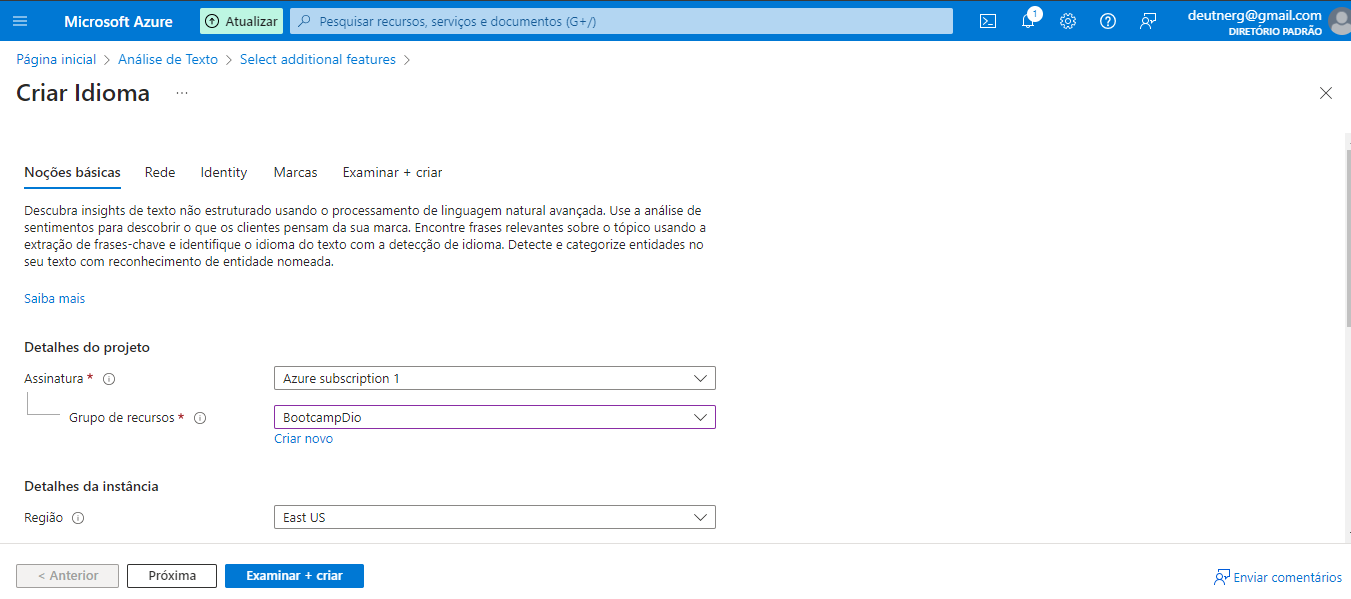 Microsoft Azure
Atualizar
Pesquisar recursos, serviços e documentos (G+/)
1
deutnerg@gmail.com
DIRETÓRIO PADRÃO
Página inicial > Análise de Texto > Select additional features >
Criar Idioma ...
Noções básicas Rede Identity Marcas Examinar + criar
Descubra insights de texto não estruturado usando o processamento de linguagem natural avançada. Use a análise de
sentimentos para descobrir o que os clientes pensam da sua marca. Encontre frases relevantes sobre o tópico usando a
extração de frases-chave e identifique o idioma do texto com a detecção de idioma. Detecte e categorize entidades no
seu texto com reconhecimento de entidade nomeada.
Saiba mais
Detalhes do projeto
Assinatura * Azure subscription 1
Grupo de recursos * BootcampDio
Criar novo
Detalhes da instância
Região East US
< Anterior Próxima Examinar + criar Enviar comentários